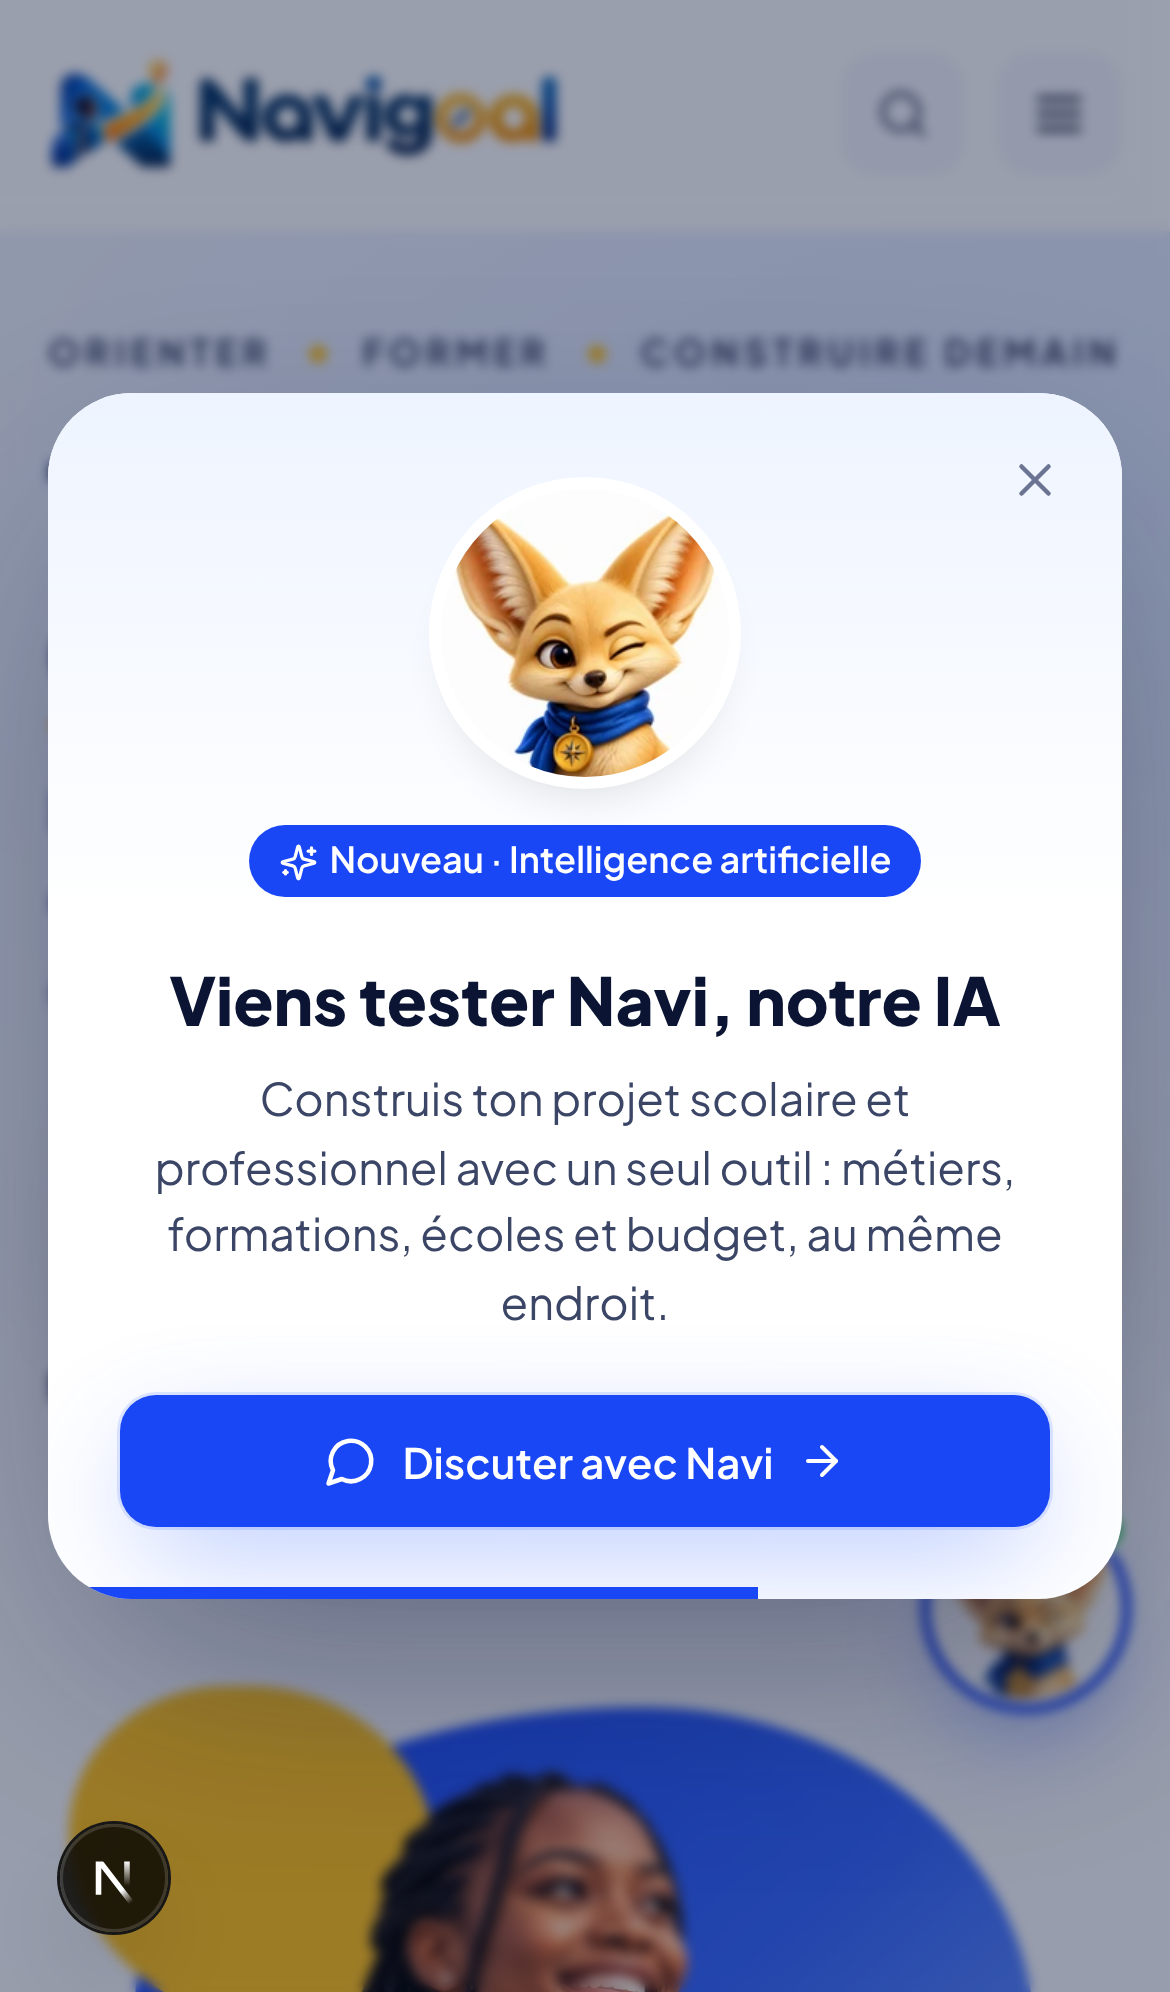 Navigoal
ORIENTER • FORMER • CONSTRUIRE DEMAIN
Nouveau · Intelligence artificielle
Viens tester Navi, notre IA
Construis ton projet scolaire et
professionnel avec un seul outil : métiers,
formations, écoles et budget, au même
endroit.
Discuter avec Navi
N